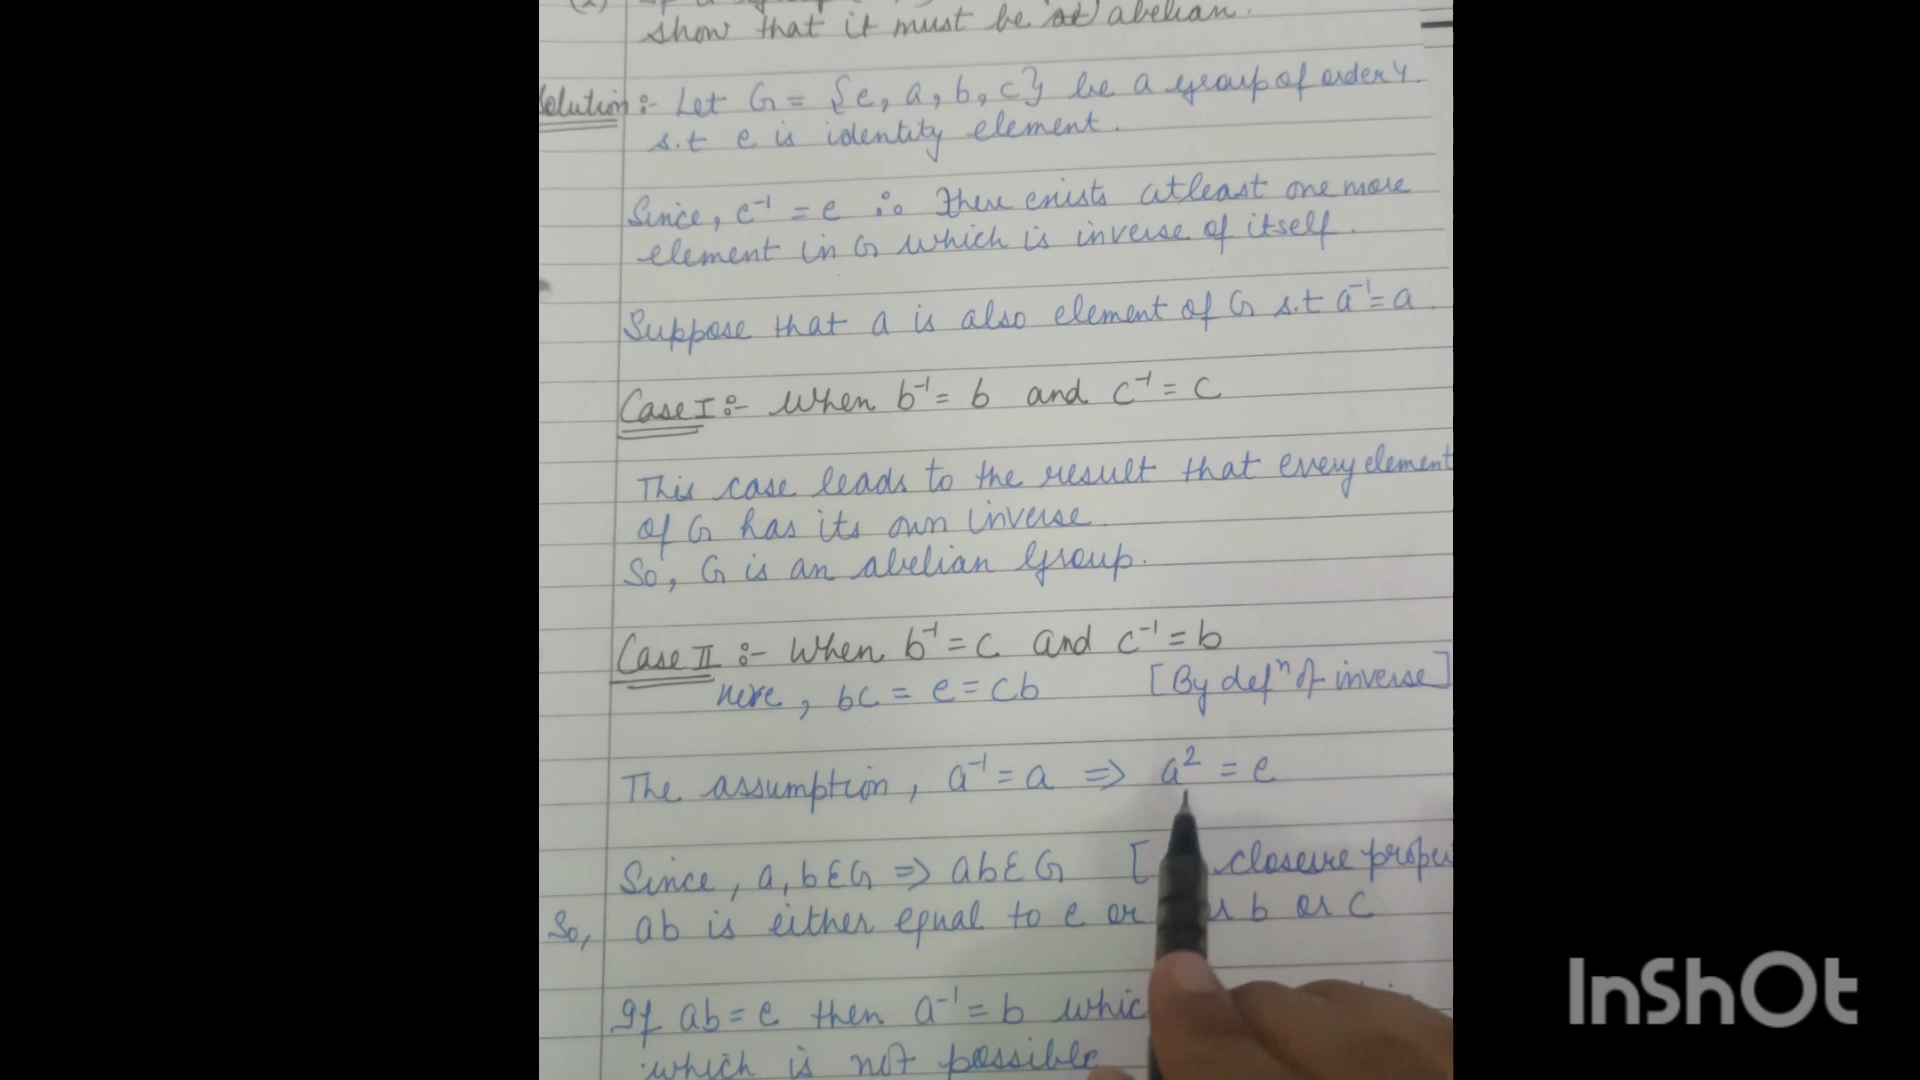 show that it must be abelian.
Solution :- Let G = {e, a, b, c} be a group of order 4.
s.t e is identity element.
Since, e⁻¹ = e ∴ There exists atleast one more
element in G which is inverse of itself.
Suppose that a is also element of G s.t a⁻¹ = a.
Case I :- When b⁻¹ = b and c⁻¹ = c
This case leads to the result that every element
of G has its own inverse
So, G is an abelian Group.
Case II :- When b⁻¹ = c and c⁻¹ = b
here, bc = e = cb [By defⁿ of inverse]
The assumption, a⁻¹ = a ⇒ a² = e
Since, a, b ∈ G ⇒ ab ∈ G [ closure
So, ab is either equal to e or b or c
If ab = e then a⁻¹ = b
which is not possible
InShOt